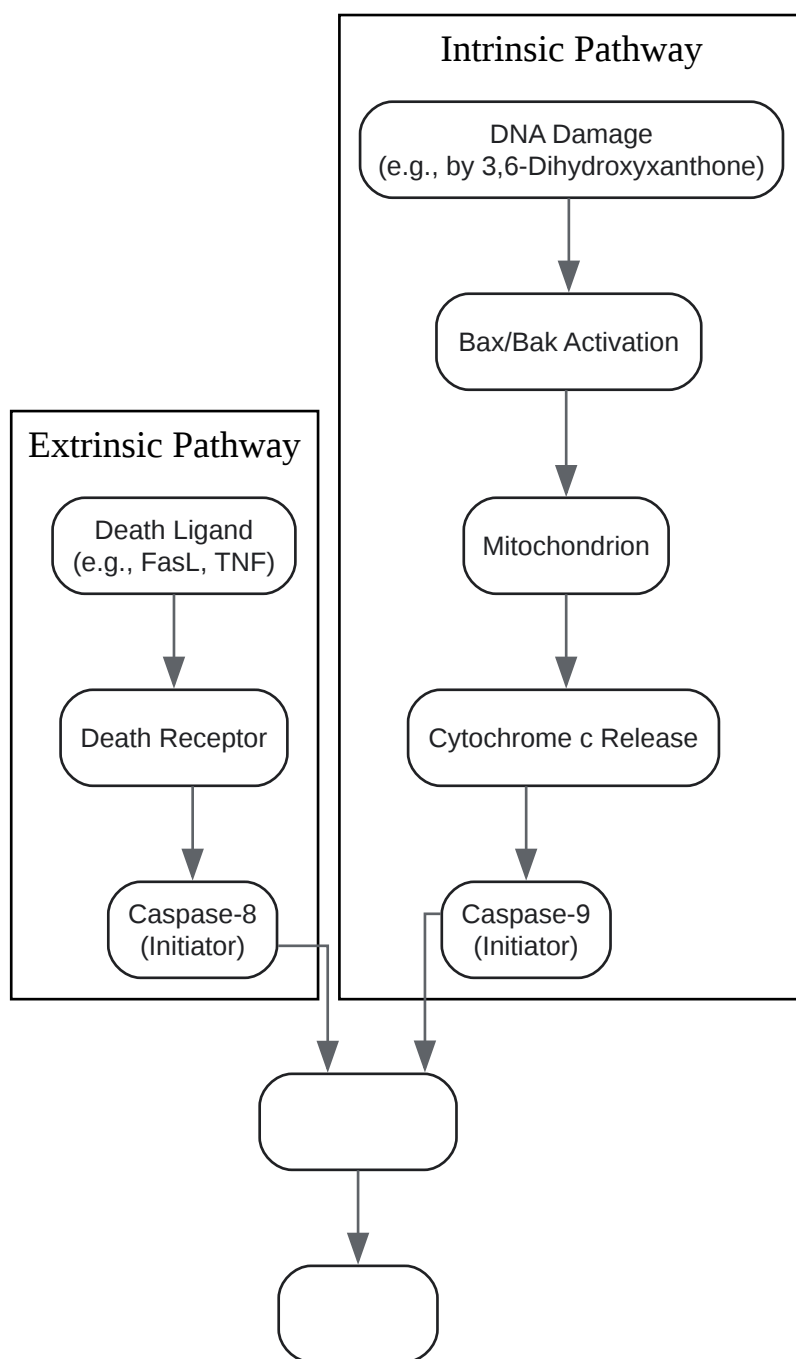 Intrinsic Pathway
DNA Damage
(e.g., by 3,6-Dihydroxyxanthone)
Bax/Bak Activation
Mitochondrion
Cytochrome c Release
Caspase-9
(Initiator)
Extrinsic Pathway
Death Ligand
(e.g., FasL, TNF)
Death Receptor
Caspase-8
(Initiator)